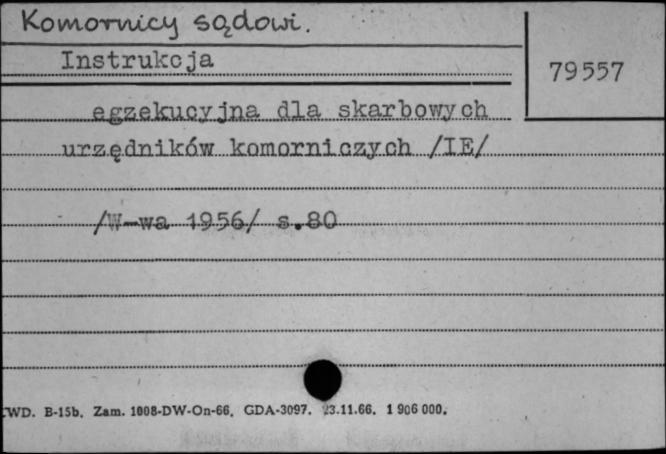 Komornicy sądowi.
Instrukcja
79557
egzekucyjna dla skarbowych
urzędników komorniczych /IE/
/W-wa 1956/ s.80
WD. B-15b. Zam. 1008-DW-On-66. GDA-3097. 23.11.66. 1 906 000.